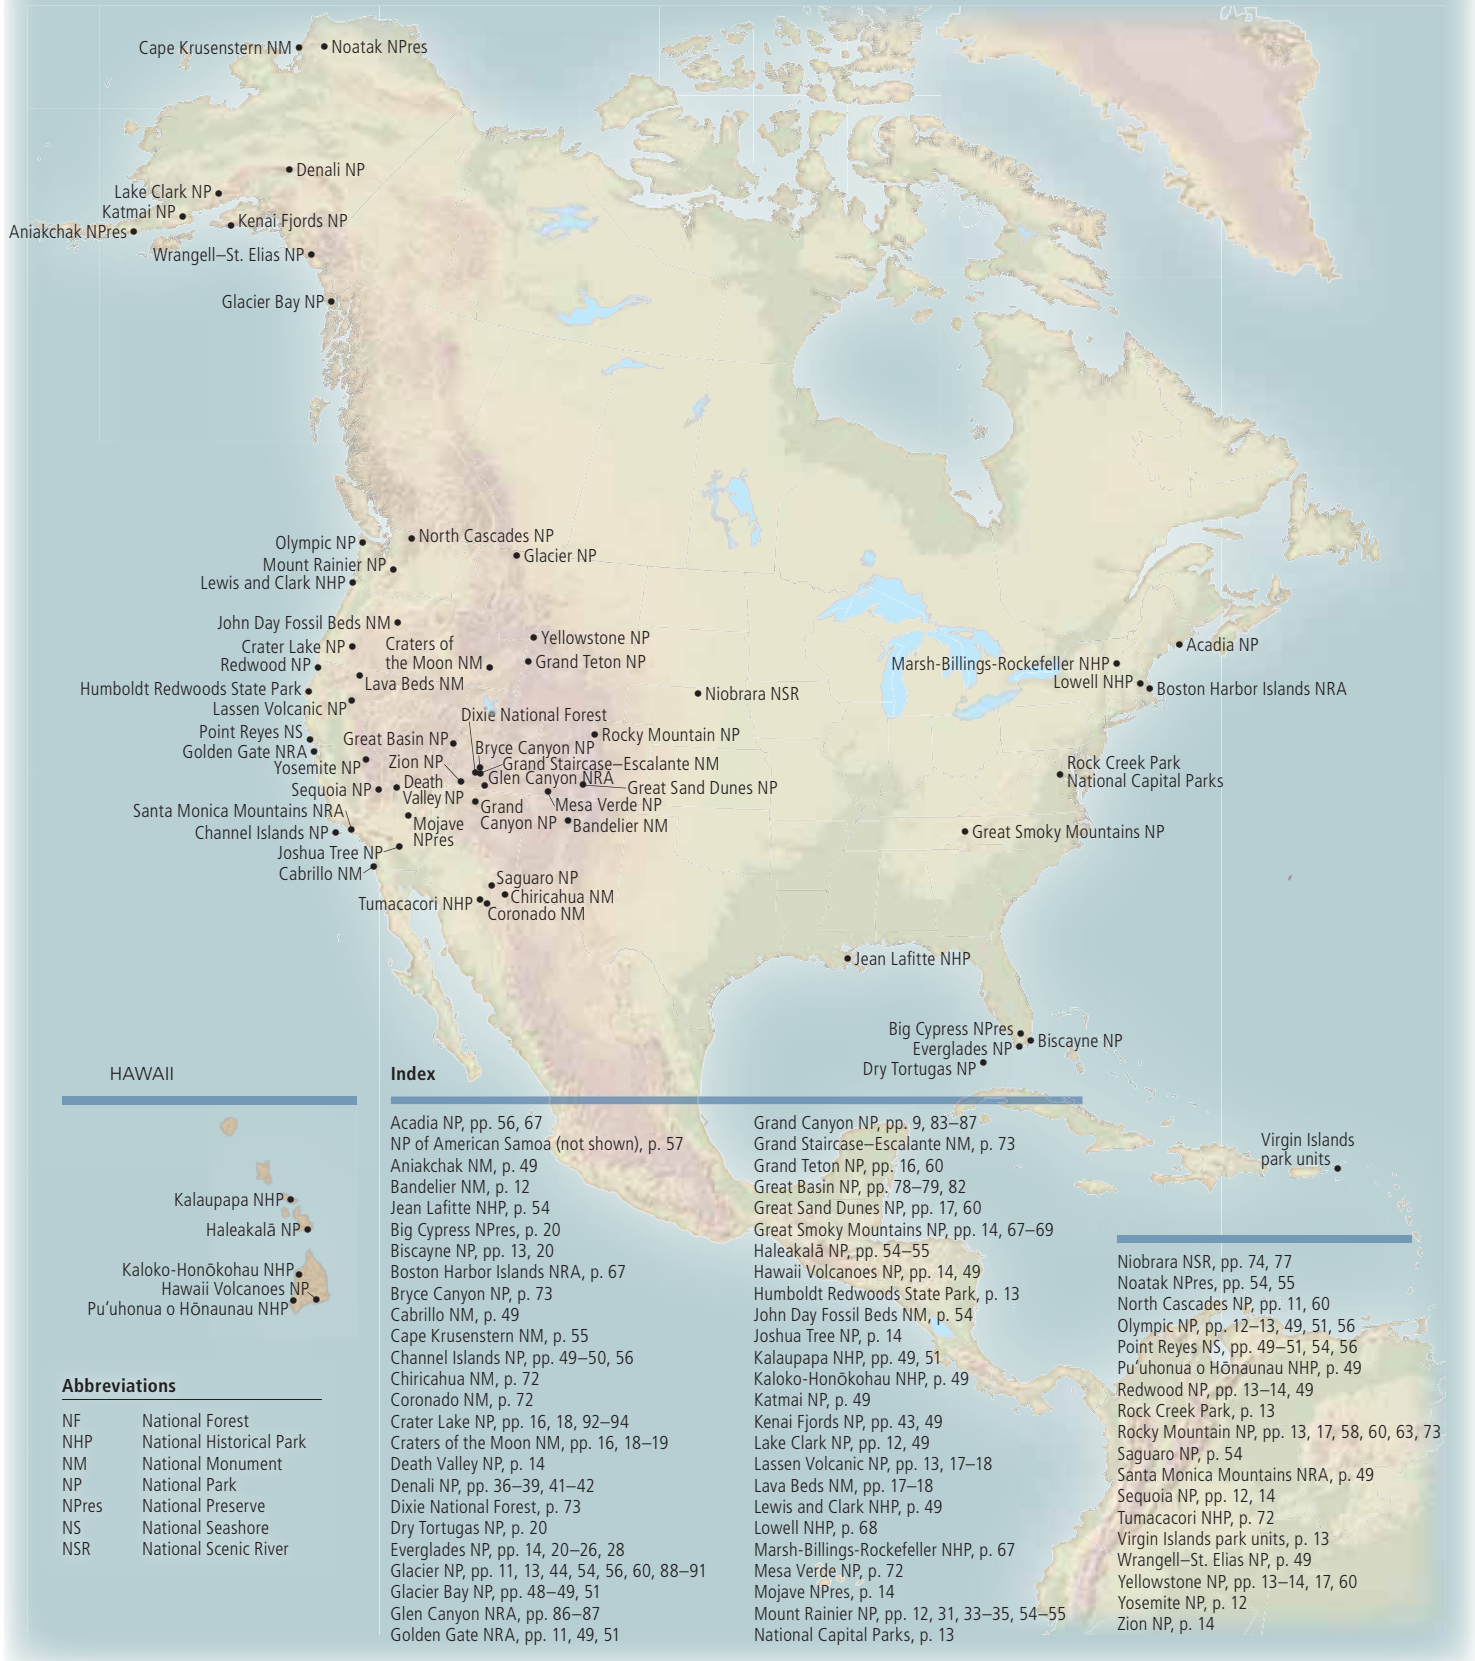 Cape Krusenstern NM
Noatak NPres
Denali NP
Lake Clark NP
Katmai NP
Kenai Fjords NP
Aniakchak NPres
Wrangell–St. Elias NP
Glacier Bay NP
North Cascades NP
Olympic NP
Glacier NP
Mount Rainier NP
Lewis and Clark NHP
John Day Fossil Beds NM
Crater Lake NP
Craters of
the Moon NM
Yellowstone NP
Redwood NP
Grand Teton NP
Lava Beds NM
Humboldt Redwoods State Park
Lassen Volcanic NP
Niobrara NSR
Dixie National Forest
Point Reyes NS
Great Basin NP
Rocky Mountain NP
Golden Gate NRA
Bryce Canyon NP
Yosemite NP
Zion NP
Grand Staircase–Escalante NM
Glen Canyon NRA
Sequoia NP
Death
Valley NP
Great Sand Dunes NP
Santa Monica Mountains NRA
Grand
Canyon NP
Mesa Verde NP
Channel Islands NP
Mojave
NPres
Bandelier NM
Joshua Tree NP
Cabrillo NM
Saguaro NP
Chiricahua NM
Tumacacori NHP
Coronado NM
Acadia NP
Marsh-Billings-Rockefeller NHP
Lowell NHP
Boston Harbor Islands NRA
Rock Creek Park
National Capital Parks
Great Smoky Mountains NP
Jean Lafitte NHP
Big Cypress NPres
Biscayne NP
Everglades NP
Dry Tortugas NP
Virgin Islands
park units
HAWAII
Kalaupapa NHP
Haleakalā NP
Kaloko-Honōkohau NHP
Hawaii Volcanoes NP
Pu'uhonua o Hōnaunau NHP
Abbreviations
NF National Forest
NHP National Historical Park
NM National Monument
NP National Park
NPres National Preserve
NS National Seashore
NSR National Scenic River
Index
Acadia NP, pp. 56, 67
NP of American Samoa (not shown), p. 57
Aniakchak NM, p. 49
Bandelier NM, p. 12
Jean Lafitte NHP, p. 54
Big Cypress NPres, p. 20
Biscayne NP, pp. 13, 20
Boston Harbor Islands NRA, p. 67
Bryce Canyon NP, p. 73
Cabrillo NM, p. 49
Cape Krusenstern NM, p. 55
Channel Islands NP, pp. 49–50, 56
Chiricahua NM, p. 72
Coronado NM, p. 72
Crater Lake NP, pp. 16, 18, 92–94
Craters of the Moon NM, pp. 16, 18–19
Death Valley NP, p. 14
Denali NP, pp. 36–39, 41–42
Dixie National Forest, p. 73
Dry Tortugas NP, p. 20
Everglades NP, pp. 14, 20–26, 28
Glacier NP, pp. 11, 13, 44, 54, 56, 60, 88–91
Glacier Bay NP, pp. 48–49, 51
Glen Canyon NRA, pp. 86–87
Golden Gate NRA, pp. 11, 49, 51
Grand Canyon NP, pp. 9, 83–87
Grand Staircase–Escalante NM, p. 73
Grand Teton NP, pp. 16, 60
Great Basin NP, pp. 78–79, 82
Great Sand Dunes NP, pp. 17, 60
Great Smoky Mountains NP, pp. 14, 67–69
Haleakalā NP, pp. 54–55
Hawaii Volcanoes NP, pp. 14, 49
Humboldt Redwoods State Park, p. 13
John Day Fossil Beds NM, p. 54
Joshua Tree NP, p. 14
Kalaupapa NHP, pp. 49, 51
Kaloko-Honōkohau NHP, p. 49
Katmai NP, p. 49
Kenai Fjords NP, pp. 43, 49
Lake Clark NP, pp. 12, 49
Lassen Volcanic NP, pp. 13, 17–18
Lava Beds NM, pp. 17–18
Lewis and Clark NHP, p. 49
Lowell NHP, p. 68
Marsh-Billings-Rockefeller NHP, p. 67
Mesa Verde NP, p. 72
Mojave NPres, p. 14
Mount Rainier NP, pp. 12, 31, 33–35, 54–55
National Capital Parks, p. 13
Niobrara NSR, pp. 74, 77
Noatak NPres, pp. 54, 55
North Cascades NP, pp. 11, 60
Olympic NP, pp. 12–13, 49, 51, 56
Point Reyes NS, pp. 49–51, 54, 56
Pu'uhonua o Hōnaunau NHP, p. 49
Redwood NP, pp. 13–14, 49
Rock Creek Park, p. 13
Rocky Mountain NP, pp. 13, 17, 58, 60, 63, 73
Saguaro NP, p. 54
Santa Monica Mountains NRA, p. 49
Sequoia NP, pp. 12, 14
Tumacacori NHP, p. 72
Virgin Islands park units, p. 13
Wrangell–St. Elias NP, p. 49
Yellowstone NP, pp. 13–14, 17, 60
Yosemite NP, p. 12
Zion NP, p. 14